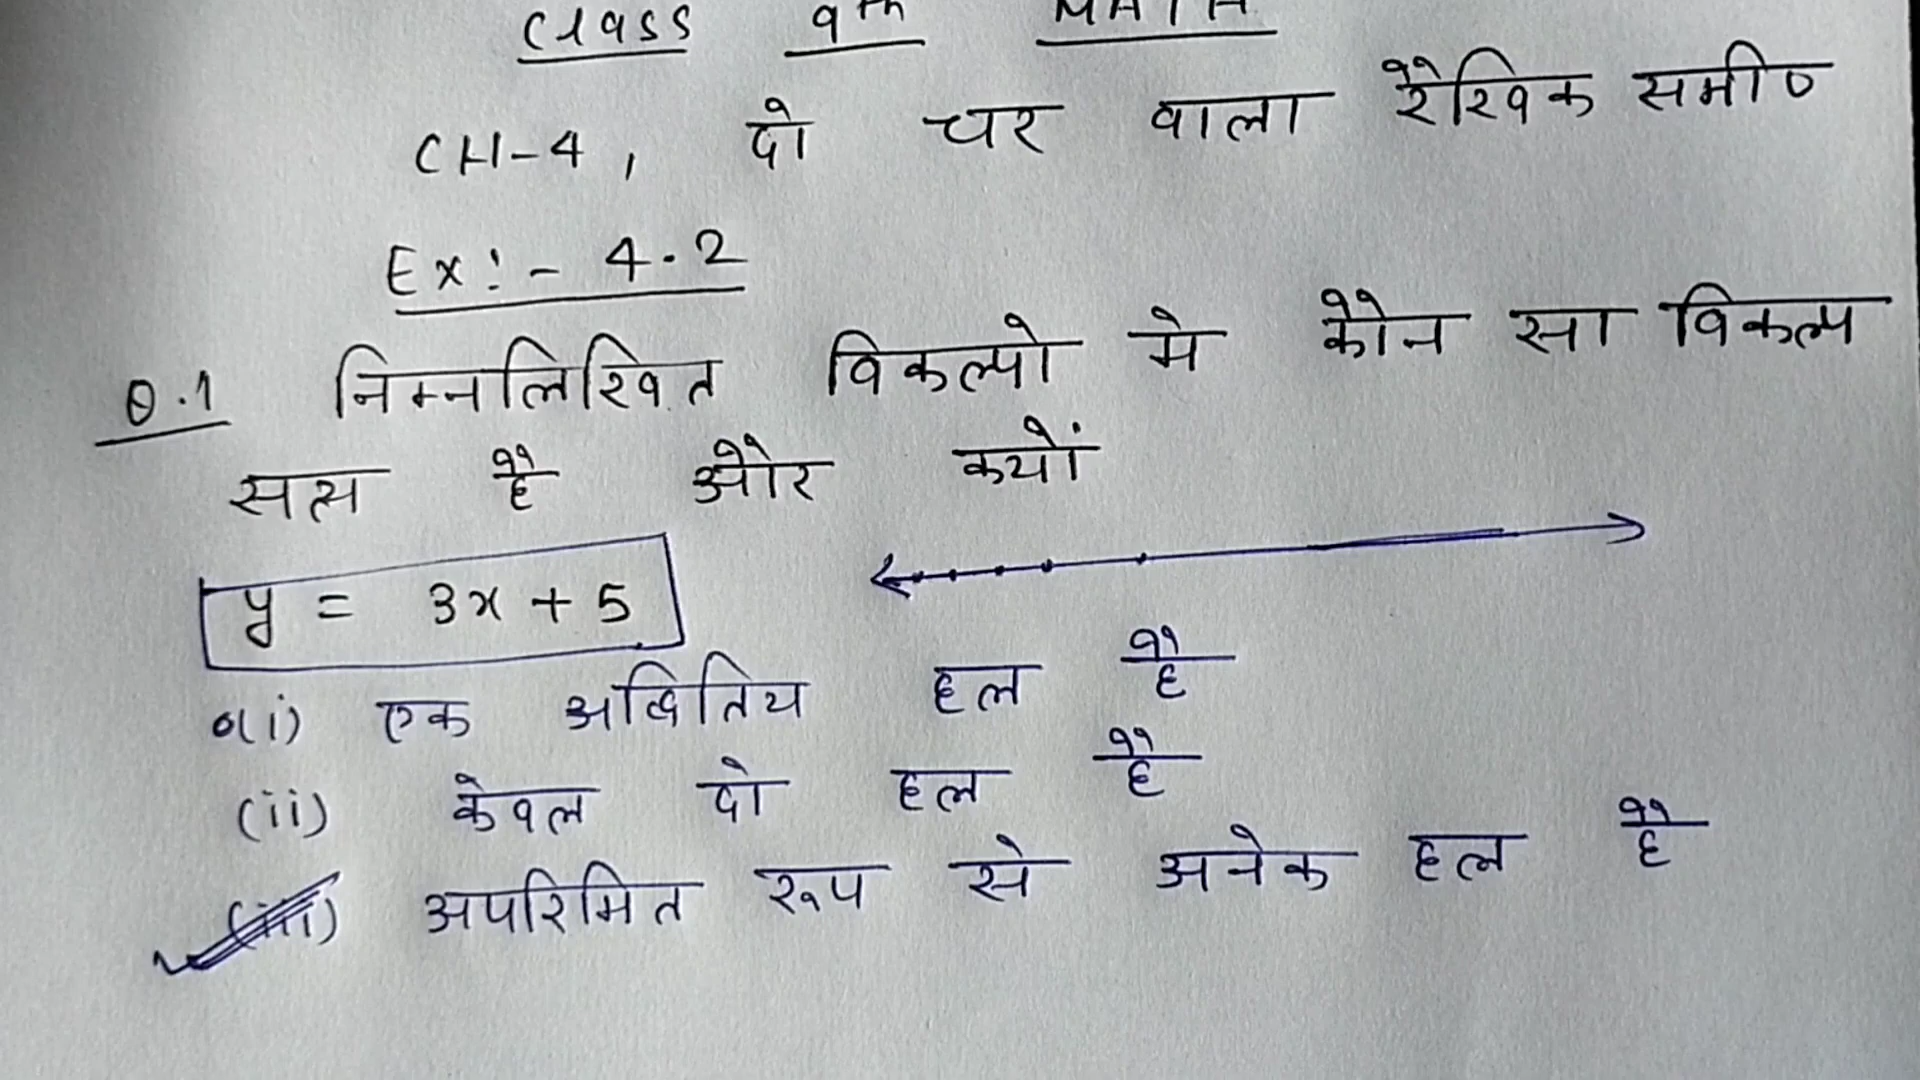 Class 9th MATH
CH-4, दो चर वाला रैखिक समी०
Ex:- 4.2
Q.1 निम्नलिखित विकल्पो मे कौन सा विकल्प
सत्य है और क्यों
y = 3x + 5
(i) एक अद्वितिय हल है
(ii) केवल दो हल है
(iii) अपरिमित रूप से अनेक हल है